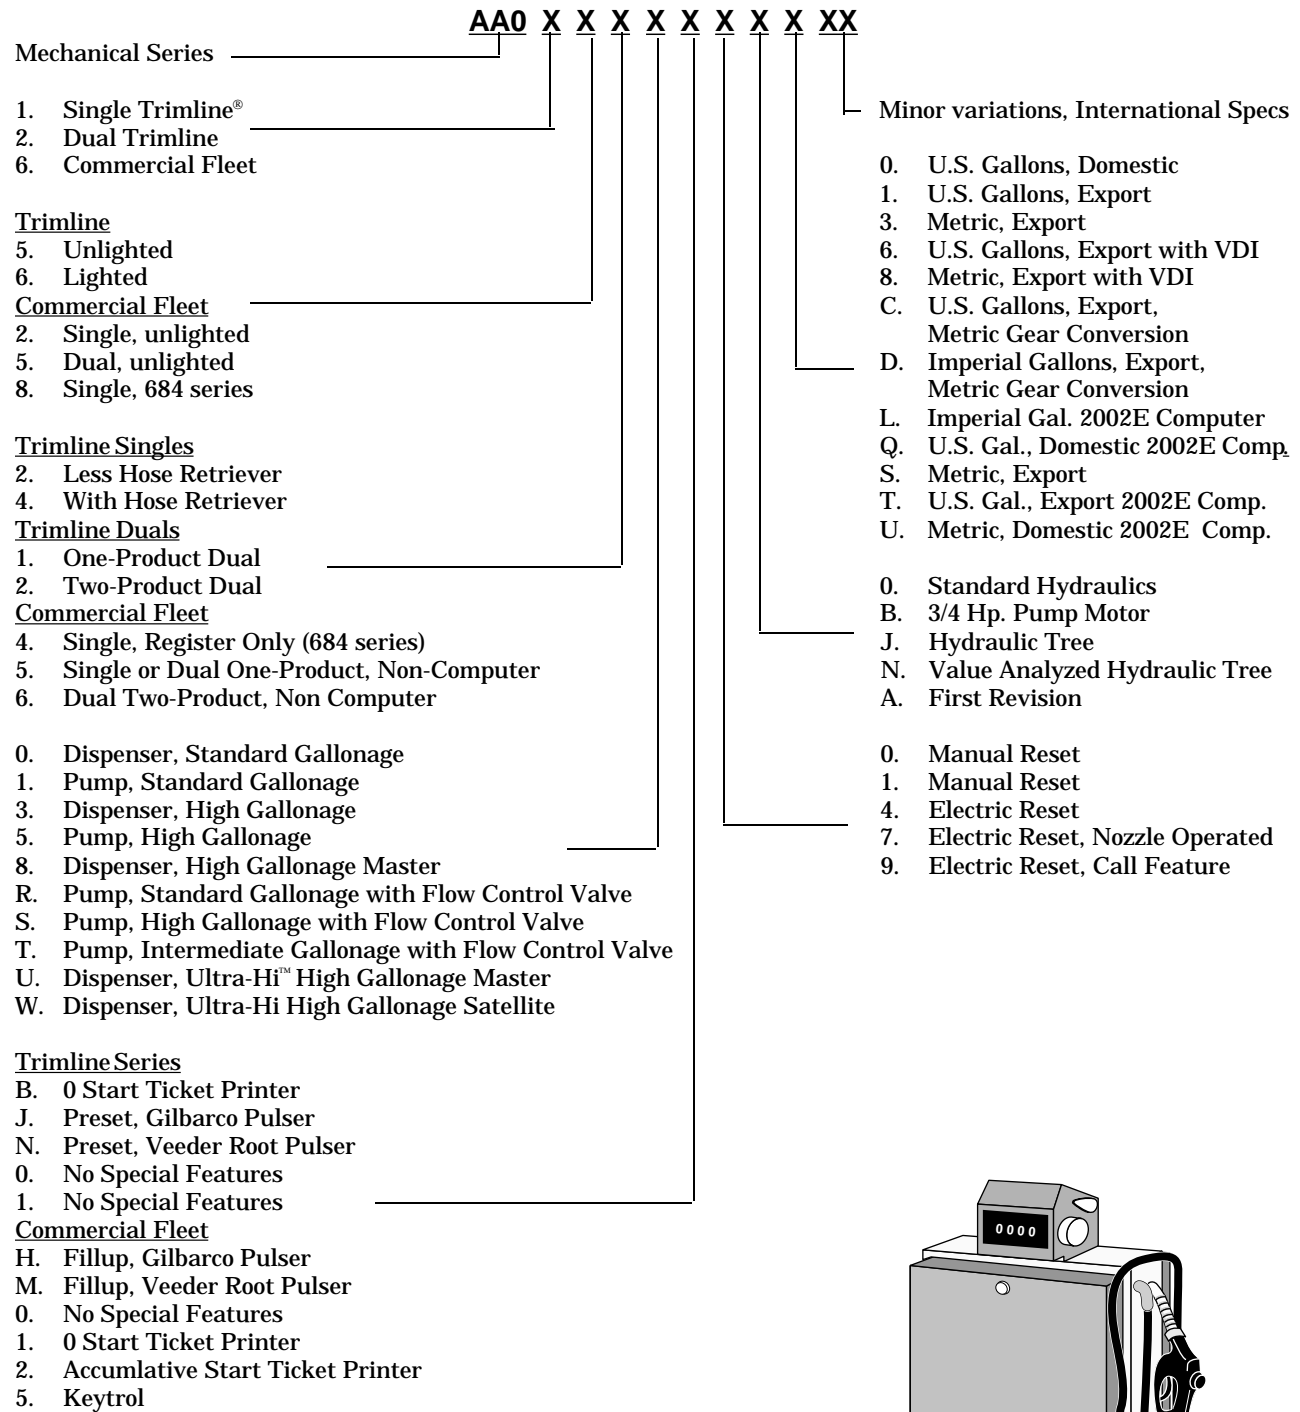 AA0 X X X X X X X X XX
Mechanical Series
1. Single Trimline®
2. Dual Trimline
6. Commercial Fleet
Trimline
5. Unlighted
6. Lighted
Commercial Fleet
2. Single, unlighted
5. Dual, unlighted
8. Single, 684 series
Trimline Singles
2. Less Hose Retriever
4. With Hose Retriever
Trimline Duals
1. One-Product Dual
2. Two-Product Dual
Commercial Fleet
4. Single, Register Only (684 series)
5. Single or Dual One-Product, Non-Computer
6. Dual Two-Product, Non Computer
0. Dispenser, Standard Gallonage
1. Pump, Standard Gallonage
3. Dispenser, High Gallonage
5. Pump, High Gallonage
8. Dispenser, High Gallonage Master
R. Pump, Standard Gallonage with Flow Control Valve
S. Pump, High Gallonage with Flow Control Valve
T. Pump, Intermediate Gallonage with Flow Control Valve
U. Dispenser, Ultra-Hi™ High Gallonage Master
W. Dispenser, Ultra-Hi High Gallonage Satellite
Trimline Series
B. 0 Start Ticket Printer
J. Preset, Gilbarco Pulser
N. Preset, Veeder Root Pulser
0. No Special Features
1. No Special Features
Commercial Fleet
H. Fillup, Gilbarco Pulser
M. Fillup, Veeder Root Pulser
0. No Special Features
1. 0 Start Ticket Printer
2. Accumlative Start Ticket Printer
5. Keytrol
Minor variations, International Specs
0. U.S. Gallons, Domestic
1. U.S. Gallons, Export
3. Metric, Export
6. U.S. Gallons, Export with VDI
8. Metric, Export with VDI
C. U.S. Gallons, Export,
Metric Gear Conversion
D. Imperial Gallons, Export,
Metric Gear Conversion
L. Imperial Gal. 2002E Computer
Q. U.S. Gal., Domestic 2002E Comp.
S. Metric, Export
T. U.S. Gal., Export 2002E Comp.
U. Metric, Domestic 2002E Comp.
0. Standard Hydraulics
B. 3/4 Hp. Pump Motor
J. Hydraulic Tree
N. Value Analyzed Hydraulic Tree
A. First Revision
0. Manual Reset
1. Manual Reset
4. Electric Reset
7. Electric Reset, Nozzle Operated
9. Electric Reset, Call Feature
0000